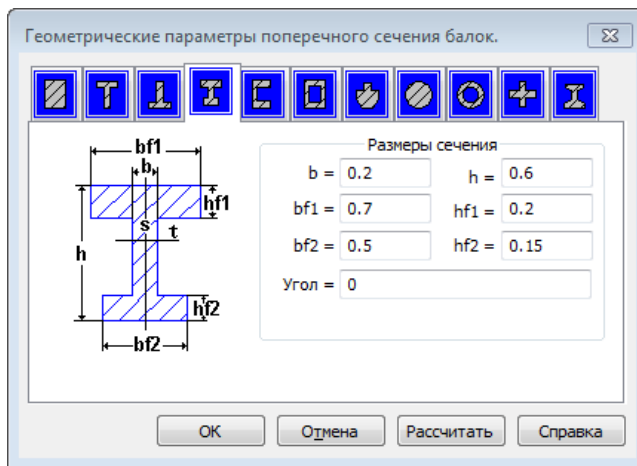 Геометрические параметры поперечного сечения балок.
bf1
b
hf1
s
t
h
hf2
bf2
Размеры сечения
b = 0.2 h = 0.6
bf1 = 0.7 hf1 = 0.2
bf2 = 0.5 hf2 = 0.15
Угол = 0
ОК Отмена Рассчитать Справка